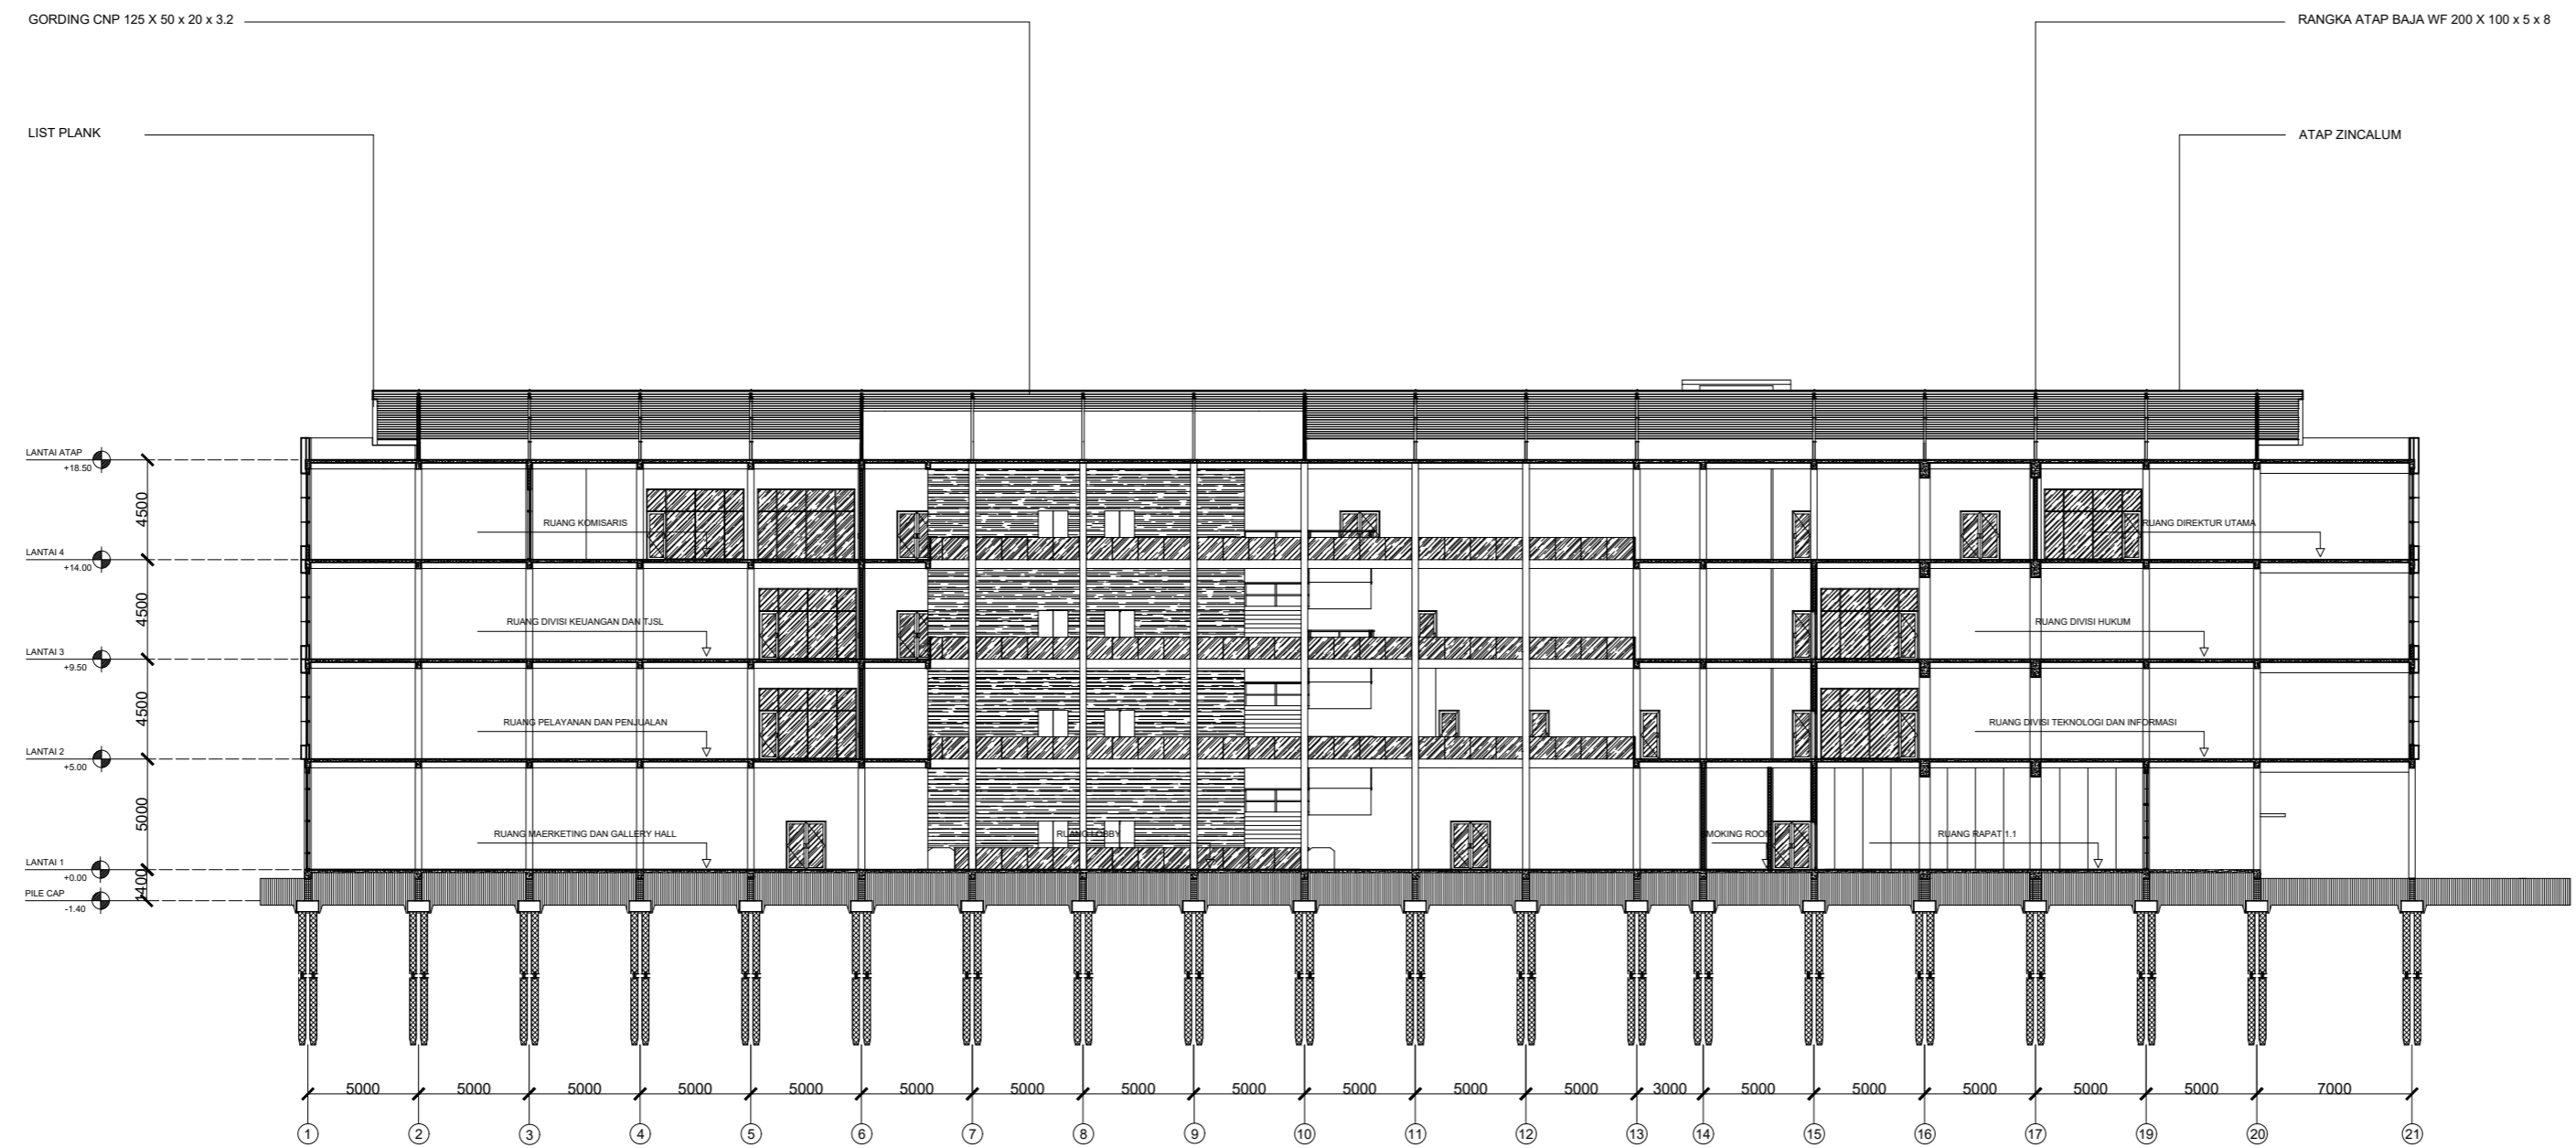 GORDING CNP 125 X 50 x 20 x 3.2
RANGKA ATAP BAJA WF 200 X 100 x 5 x 8
LIST PLANK
ATAP ZINCALUM
LANTAI ATAP
+18.50
4500
RUANG KOMISARIS
RUANG DIREKTUR UTAMA
LANTAI 4
+14.00
4500
RUANG DIVISI KEUANGAN DAN TJSL
RUANG DIVISI HUKUM
LANTAI 3
+9.50
4500
RUANG PELAYANAN DAN PENJUALAN
RUANG DIVISI TEKNOLOGI DAN INFORMASI
LANTAI 2
+5.00
5000
RUANG MAERKETING DAN GALLERY HALL
RUANG LOBBY
SMOKING ROOM
RUANG RAPAT 1.1
LANTAI 1
+0.00
1400
PILE CAP
-1.40
5000 5000 5000 5000 5000 5000 5000 5000 5000 5000 5000 5000 3000 5000 5000 5000 5000 5000 7000
1 2 3 4 5 6 7 8 9 10 11 12 13 14 15 16 17 19 20 21